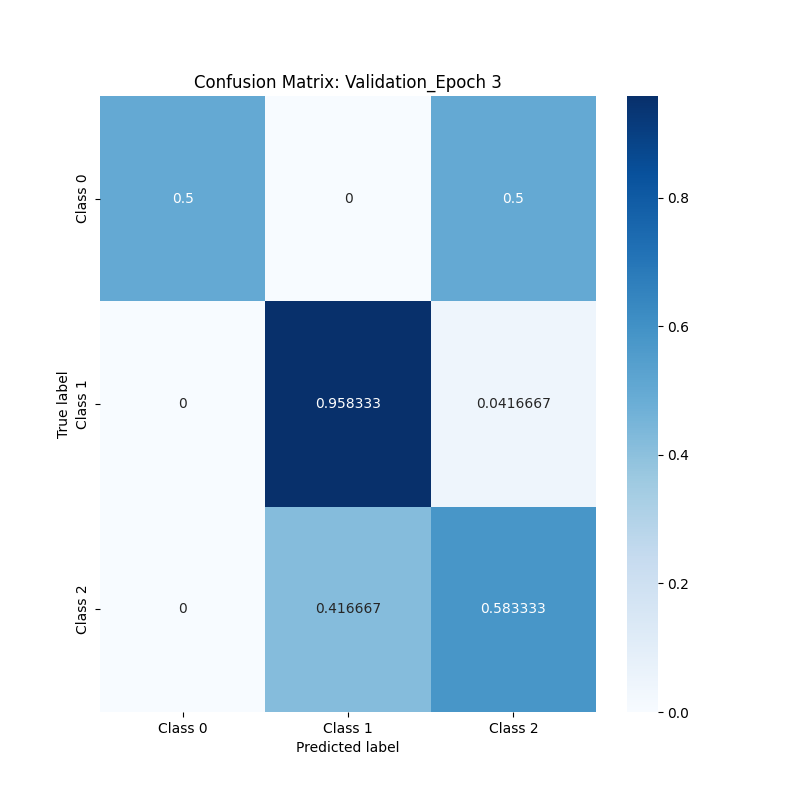 Confusion Matrix: Validation_Epoch 3
Class 0
0.5
0
0.5
0.8
True label
Class 1
0
0.958333
0.0416667
0.6
0.4
Class 2
0
0.416667
0.583333
0.2
0.0
Class 0
Class 1
Class 2
Predicted label